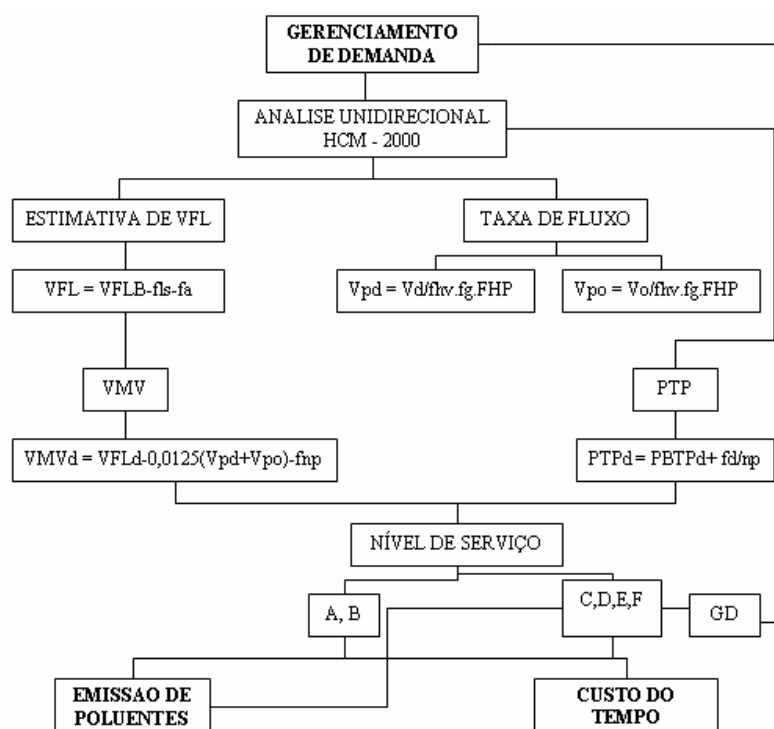 GERENCIAMENTO
DE DEMANDA
ANALISE UNIDIRECIONAL
HCM - 2000
ESTIMATIVA DE VFL
TAXA DE FLUXO
VFL = VFLB-fls-fa
Vpd = Vd/fhv.fg.FHP
Vpo = Vo/fhv.fg.FHP
VMV
PTP
VMVd = VFLd-0,0125(Vpd+Vpo)-fnp
PTPd = PBTPd+ fd/np
NÍVEL DE SERVIÇO
A, B
C,D,E,F
GD
EMISSAO DE
POLUENTES
CUSTO DO
TEMPO